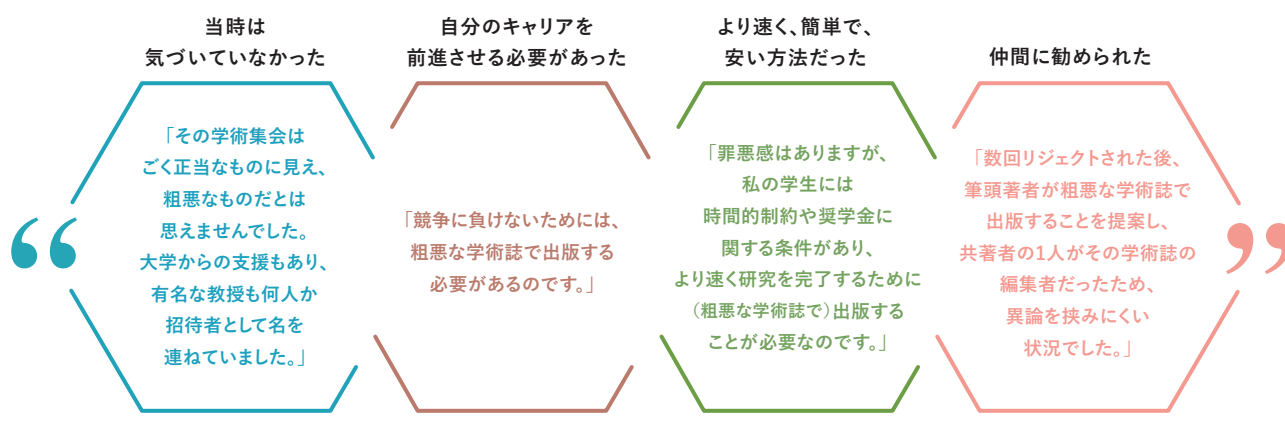 当時は
気づいていなかった
「その学術集会は
ごく正当なものに見え、
粗悪なものだとは
思えませんでした。
大学からの支援もあり、
有名な教授も何人か
招待者として名を
連ねていました。」
自分のキャリアを
前進させる必要があった
「競争に負けないためには、
粗悪な学術誌で出版する
必要があるのです。」
より速く、簡単で、
安い方法だった
「罪悪感はありますが、
私の学生には
時間的制約や奨学金に
関する条件があり、
より速く研究を完了するために
（粗悪な学術誌で）出版する
ことが必要なのです。」
仲間に勧められた
「数回リジェクトされた後、
筆頭著者が粗悪な学術誌で
出版することを提案し、
共著者の1人がその学術誌の
編集者だったため、
異論を挟みにくい
状況でした。」